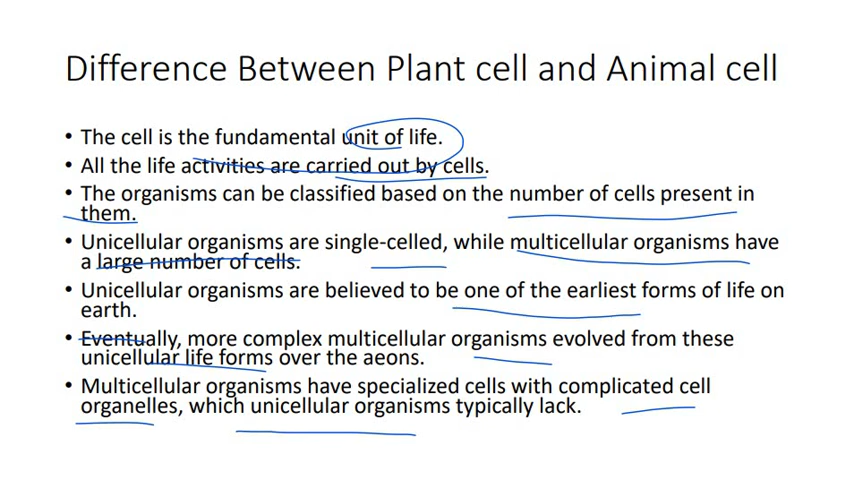 Difference Between Plant cell and Animal cell
• The cell is the fundamental unit of life.
• All the life activities are carried out by cells.
• The organisms can be classified based on the number of cells present in
them.
• Unicellular organisms are single-celled, while multicellular organisms have
a large number of cells.
• Unicellular organisms are believed to be one of the earliest forms of life on
earth.
• Eventually, more complex multicellular organisms evolved from these
unicellular life forms over the aeons.
• Multicellular organisms have specialized cells with complicated cell
organelles, which unicellular organisms typically lack.